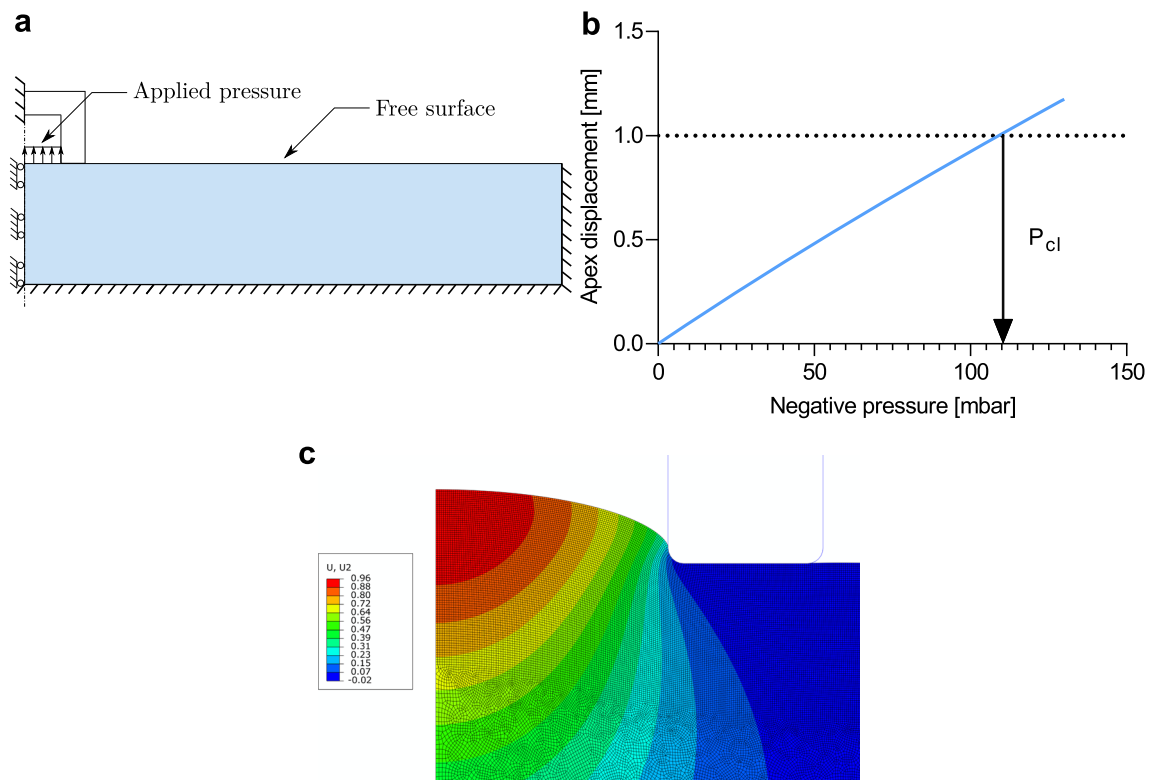 a
Applied pressure
Free surface
b
Apex displacement [mm]
1.5
1.0
0.5
0.0
P cl
0
50
100
150
Negative pressure [mbar]
c
U, U2
0.96
0.88
0.80
0.72
0.64
0.56
0.47
0.39
0.31
0.23
0.15
0.07
-0.02